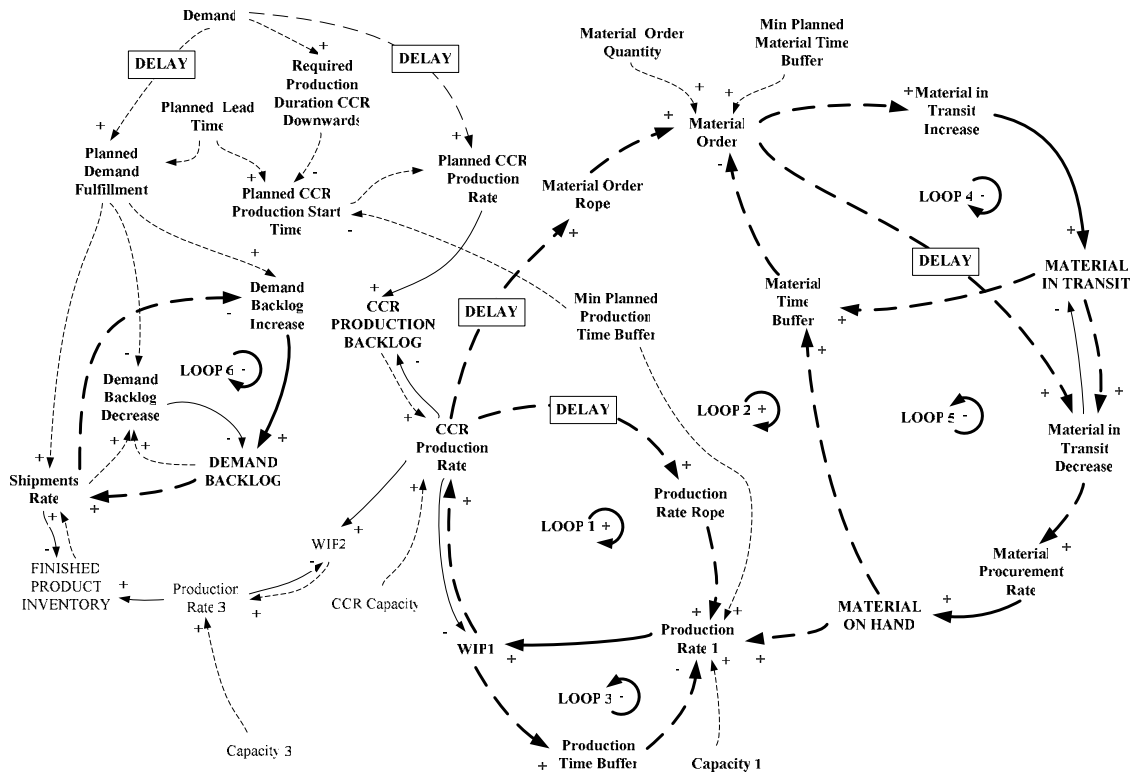 Demand
DELAY
DELAY
Required
Production
Duration CCR
Downwards
Planned Lead
Time
Planned
Demand
Fulfillment
Planned CCR
Production Start
Time
Planned CCR
Production
Rate
Material Order
Quantity
Min Planned
Material Time
Buffer
Material
Order
Material in
Transit
Increase
Material Order
Rope
LOOP 4 -
DELAY
MATERIAL
IN TRANSIT
Demand
Backlog
Increase
CCR
PRODUCTION
BACKLOG
DELAY
Min Planned
Production
Time Buffer
Material
Time
Buffer
LOOP 6 -
Demand
Backlog
Decrease
DELAY
LOOP 2 +
LOOP 5 -
CCR
Production
Rate
Material in
Transit
Decrease
Shipments
Rate
DEMAND
BACKLOG
Production
Rate Rope
LOOP 1 +
WIP2
FINISHED
PRODUCT
INVENTORY
Production
Rate 3
CCR Capacity
Material
Procurement
Rate
MATERIAL
ON HAND
WIP1
Production
Rate 1
LOOP 3 -
Capacity 3
Production
Time Buffer
Capacity 1